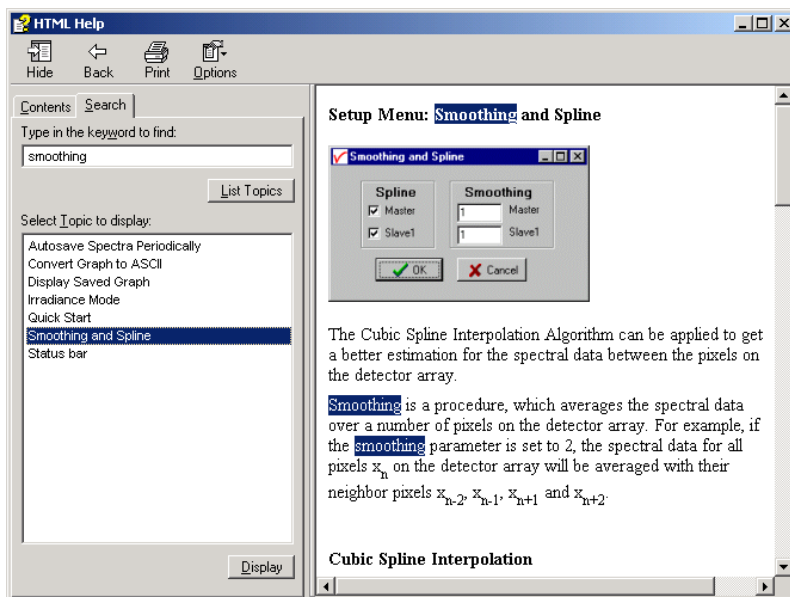 HTML Help
Hide Back Print Options
Contents Search
Type in the keyword to find:
smoothing
List Topics
Select Topic to display:
Autosave Spectra Periodically
Convert Graph to ASCII
Display Saved Graph
Irradiance Mode
Quick Start
Smoothing and Spline
Status bar
Display
Setup Menu: Smoothing and Spline
Smoothing and Spline
Spline Smoothing
Master 1 Master
Slave1 1 Slave1
OK Cancel
The Cubic Spline Interpolation Algorithm can be applied to get
a better estimation for the spectral data between the pixels on
the detector array.
Smoothing is a procedure, which averages the spectral data
over a number of pixels on the detector array. For example, if
the smoothing parameter is set to 2, the spectral data for all
pixels xn on the detector array will be averaged with their
neighbor pixels xn-2, xn-1, xn+1 and xn+2.
Cubic Spline Interpolation